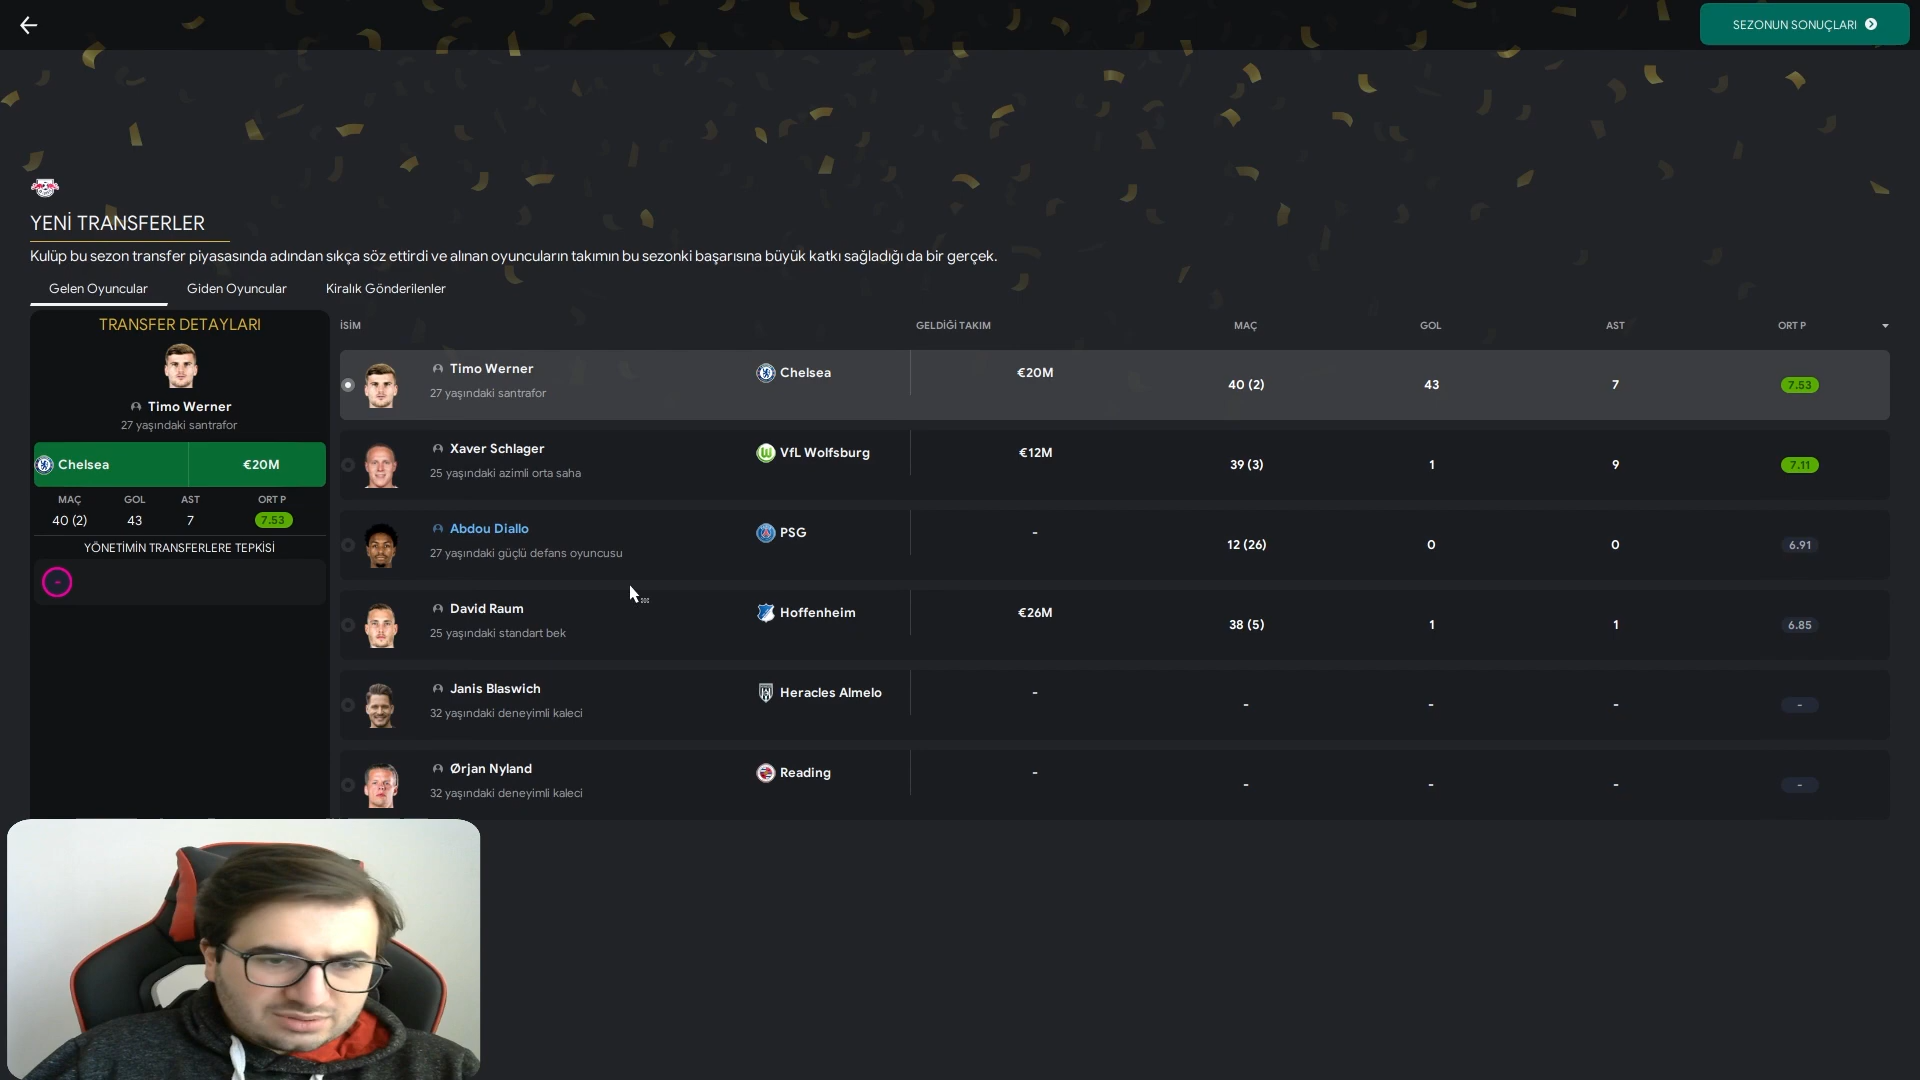 SEZONUN SONUÇLARI
YENİ TRANSFERLER
Kulüp bu sezon transfer piyasasında adından sıkça söz ettirdi ve alınan oyuncuların takımın bu sezonki başarısına büyük katkı sağladığı da bir gerçek.
Gelen Oyuncular Giden Oyuncular Kiralık Gönderilenler
TRANSFER DETAYLARI
Timo Werner
27 yaşındaki santrafor
Chelsea €20M
MAÇ GOL AST ORT P
40 (2) 43 7 7.53
YÖNETİMİN TRANSFERLERE TEPKİSİ
-
İSİM GELDİĞİ TAKIM MAÇ GOL AST ORT P
Timo Werner Chelsea €20M 40 (2) 43 7 7.53
27 yaşındaki santrafor
Xaver Schlager VfL Wolfsburg €12M 39 (3) 1 9 7.11
25 yaşındaki azimli orta saha
Abdou Diallo PSG - 12 (26) 0 0 6.91
27 yaşındaki güçlü defans oyuncusu
David Raum Hoffenheim €26M 38 (5) 1 1 6.85
25 yaşındaki standart bek
Janis Blaswich Heracles Almelo - - - - -
32 yaşındaki deneyimli kaleci
Ørjan Nyland Reading - - - - -
32 yaşındaki deneyimli kaleci